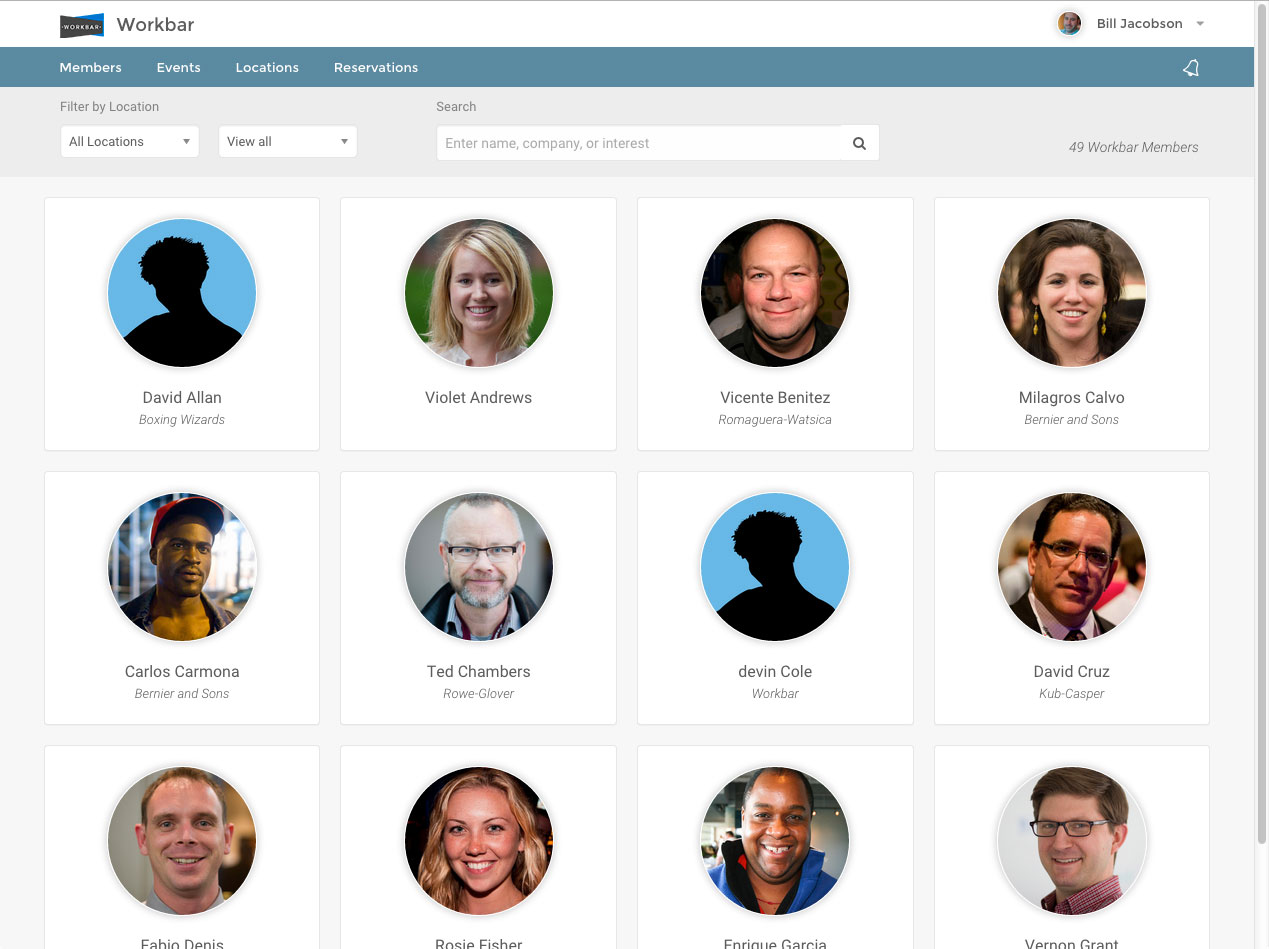 WORKBAR Workbar Bill Jacobson
Members Events Locations Reservations
Filter by Location Search
All Locations View all Enter name, company, or interest
49 Workbar Members
David Allan Violet Andrews Vicente Benitez Milagros Calvo
Boxing Wizards Romaguera-Watsica Bernier and Sons
Carlos Carmona Ted Chambers devin Cole David Cruz
Bernier and Sons Rowe-Glover Workbar Kub-Casper
Fabio Denis Rosie Fisher Enrique Garcia Vernon Grant